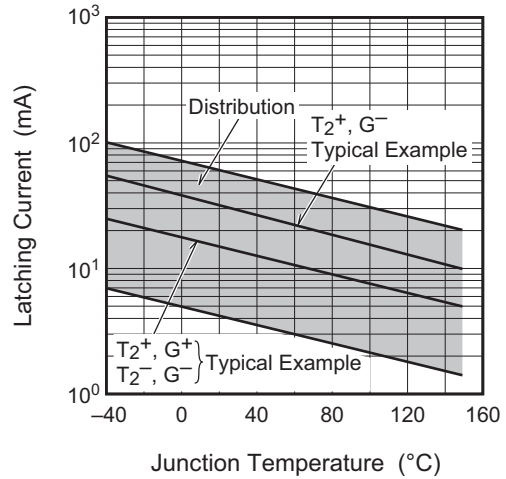 10³
Distribution
T₂⁺, G⁻
Typical Example
10²
Latching Current (mA)
10¹
T₂⁺, G⁺
T₂⁻, G⁻
} Typical Example
10⁰
–40 0 40 80 120 160
Junction Temperature (°C)